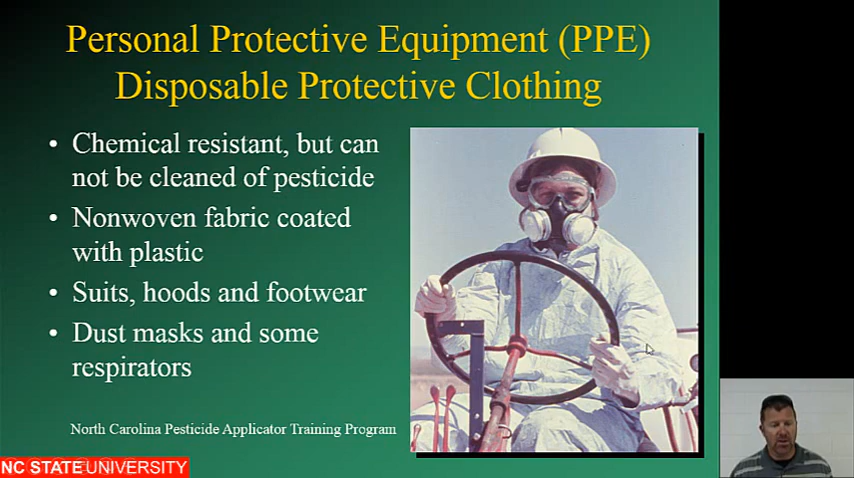 Personal Protective Equipment (PPE)
Disposable Protective Clothing
• Chemical resistant, but can
not be cleaned of pesticide
• Nonwoven fabric coated
with plastic
• Suits, hoods and footwear
• Dust masks and some
respirators
North Carolina Pesticide Applicator Training Program
NC STATE UNIVERSITY